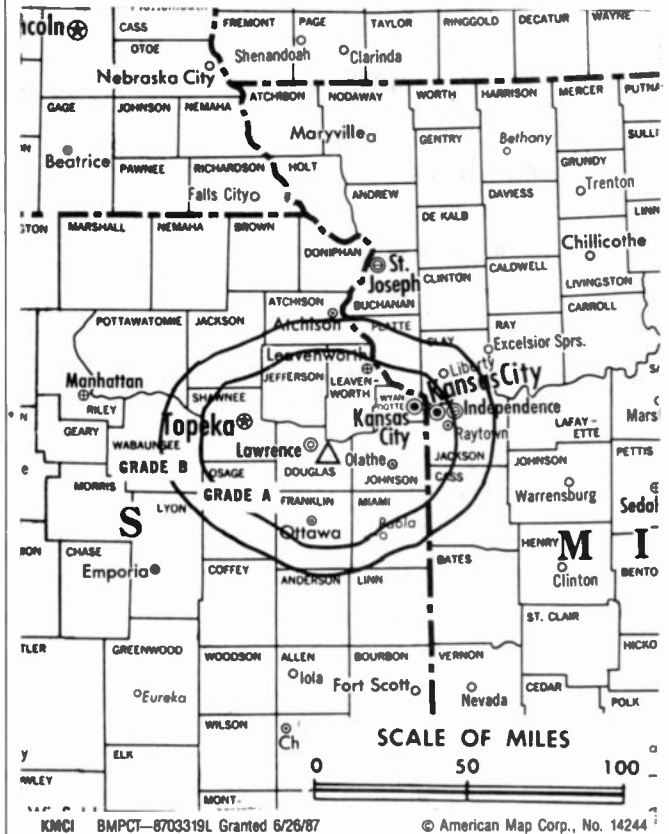 CASS FREMONT PAGE TAYLOR RINGGOLD DECATUR WAYNE
OTOE Shenandoah Clarinda
Nebraska City
GAGE JOHNSON NEMAHA ATCHISON NODAWAY WORTH HARRISON MERCER
Beatrice Maryville GENTRY Bethany
PAWNEE RICHARDSON HOLT GRUNDY
Falls City ANDREW DAVIESS Trenton
DE KALB
MARSHALL NEMAHA BROWN
DONIPHAN Chillicothe
St. Joseph CLINTON CALDWELL LIVINGSTON
ATCHISON BUCHANAN CARROLL
POTTAWATOMIE JACKSON Atchison PLATTE CLAY RAY
Leavenworth Excelsior Sprs.
Manhattan JEFFERSON LEAVEN-WORTH Liberty
SHAWNEE Kansas City
RILEY WYANDOTTE Independence
Topeka Kansas City
GEARY Raytown LAFAY-ETTE
WABAUNSEE Lawrence JACKSON
GRADE B OSAGE DOUGLAS Olathe JOHNSON CASS JOHNSON PETTIS
MORRIS GRADE A FRANKLIN MIAMI Warrensburg
LYON
S Ottawa Paola
CHASE HENRY M I
Emporia COFFEY BATES Clinton
ANDERSON LINN
ST. CLAIR
GREENWOOD WOODSON ALLEN BOURBON VERNON
Iola Fort Scott
Eureka Nevada CEDAR POLK
WILSON
Ch
ELK
SCALE OF MILES
0 50 100
MONT-
KMCI BMPCT—8703319L Granted 6/26/87 © American Map Corp., No. 14244